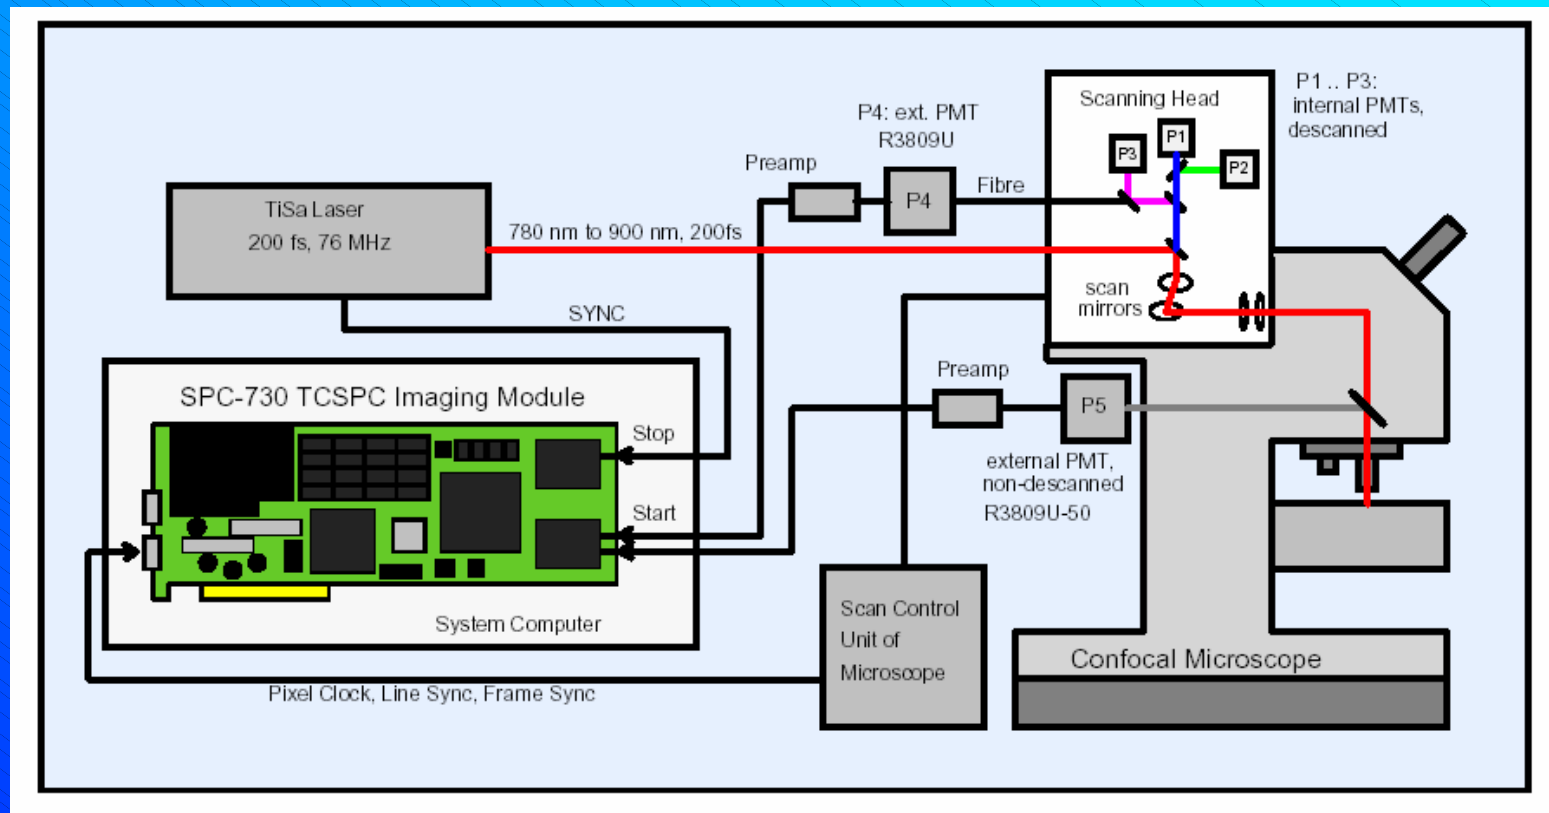 Scanning Head
P1 .. P3:
internal PMTs,
descanned
P1
P3
P2
P4: ext. PMT
R3809U
Preamp
P4
Fibre
TiSa Laser
200 fs, 76 MHz
780 nm to 900 nm, 200fs
scan
mirrors
SYNC
SPC-730 TCSPC Imaging Module
Stop
Start
System Computer
Preamp
P5
external PMT,
non-descanned
R3809U-50
Scan Control
Unit of
Microscope
Confocal Microscope
Pixel Clock, Line Sync, Frame Sync